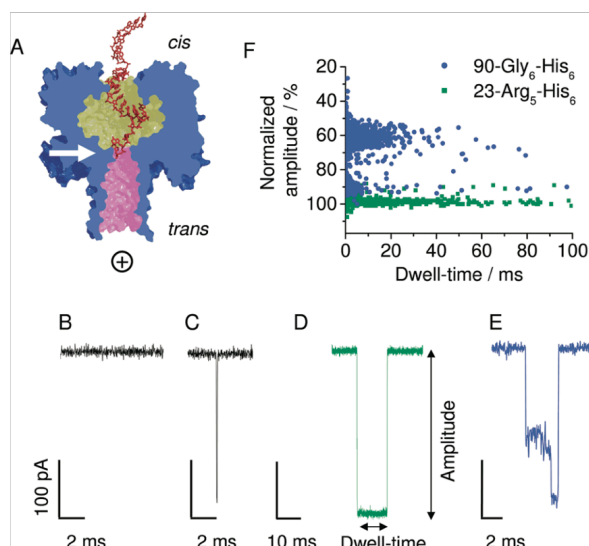 A
cis
trans
+
F
20
40
60
80
100
Normalized
amplitude / %
0 20 40 60 80 100
Dwell-time / ms
90-Gly6-His6
23-Arg5-His6
B
C
D
E
100 pA
2 ms
2 ms
10 ms
Dwell-time
Amplitude
2 ms